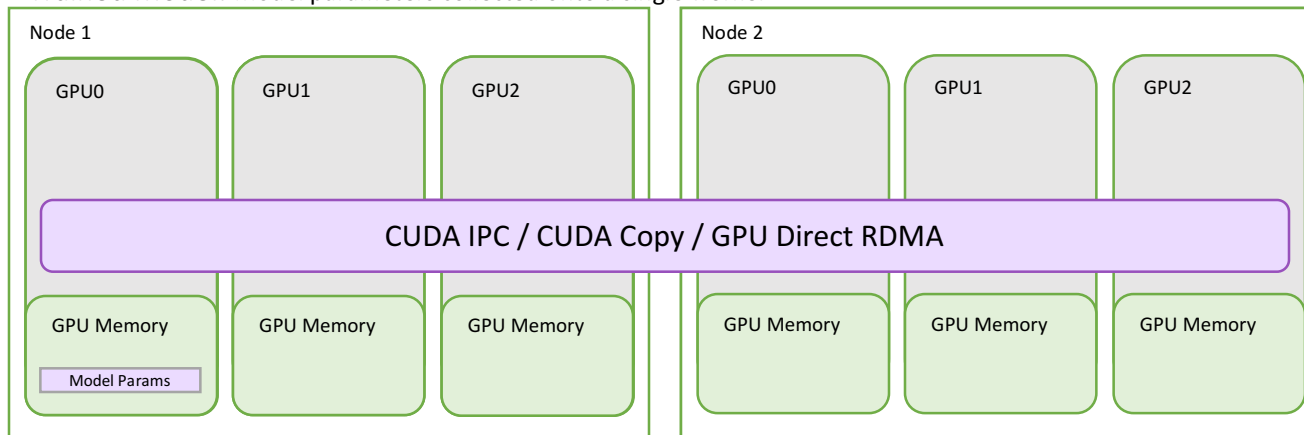 Node 1
Node 2
GPU0
GPU1
GPU2
GPU0
GPU1
GPU2
CUDA IPC / CUDA Copy / GPU Direct RDMA
GPU Memory
GPU Memory
GPU Memory
GPU Memory
GPU Memory
GPU Memory
Model Params